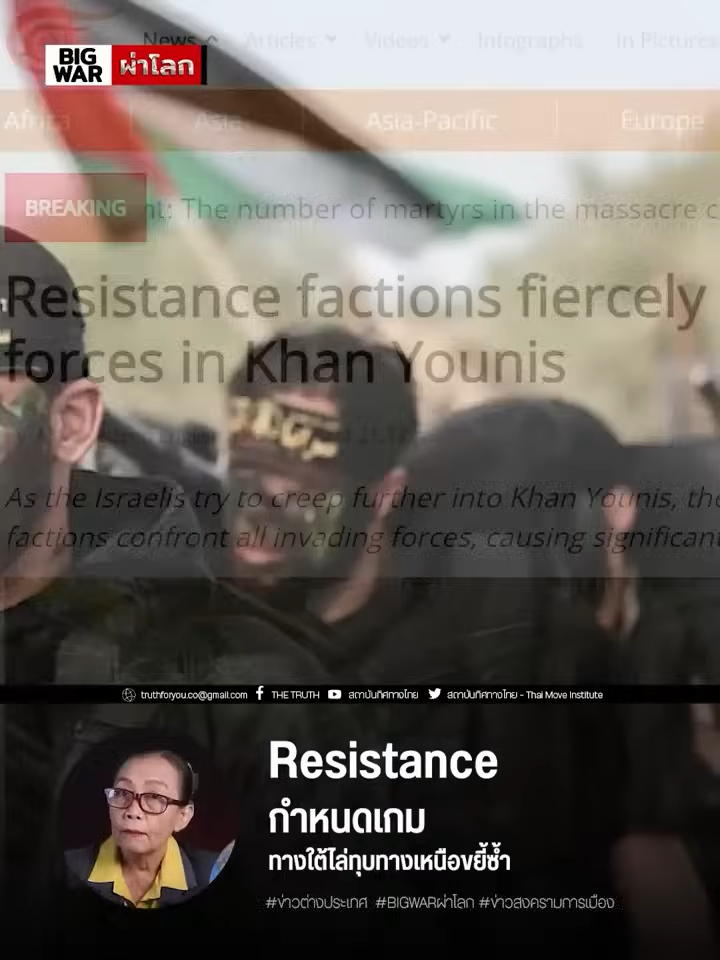 News Articles Videos Infographs In Pictures
BIG
WAR
ผ่าโลก
Africa Asia Asia-Pacific Europe
BREAKING
nt: The number of martyrs in the massacre c
Resistance factions fiercely
forces in Khan Younis
As the Israelis try to creep further into Khan Younis, the
factions confront all invading forces, causing significant
truthforyou.co@gmail.com THE TRUTH สถาบันทิศทางไทย สถาบันทิศทางไทย - Thai Move Institute
Resistance
กำหนดเกม
ทางใต้ไล่ทุบทางเหนือขยี้ซ้ำ
#ข่าวต่างประเทศ #BIGWARผ่าโลก #ข่าวสงครามการเมือง